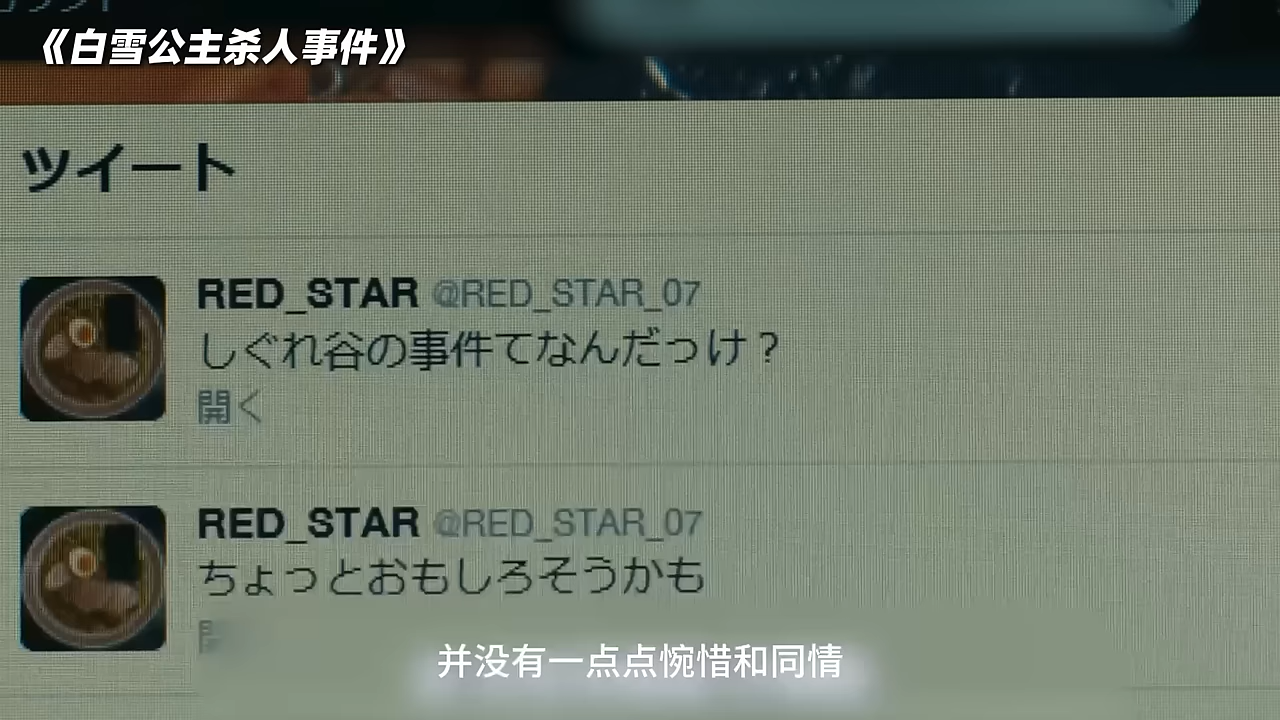 《白雪公主杀人事件》
ツイート
RED_STAR @RED_STAR_07
しぐれ谷の事件てなんだっけ？
開く
RED_STAR @RED_STAR_07
ちょっとおもしろそうかも
并没有一点点惋惜和同情